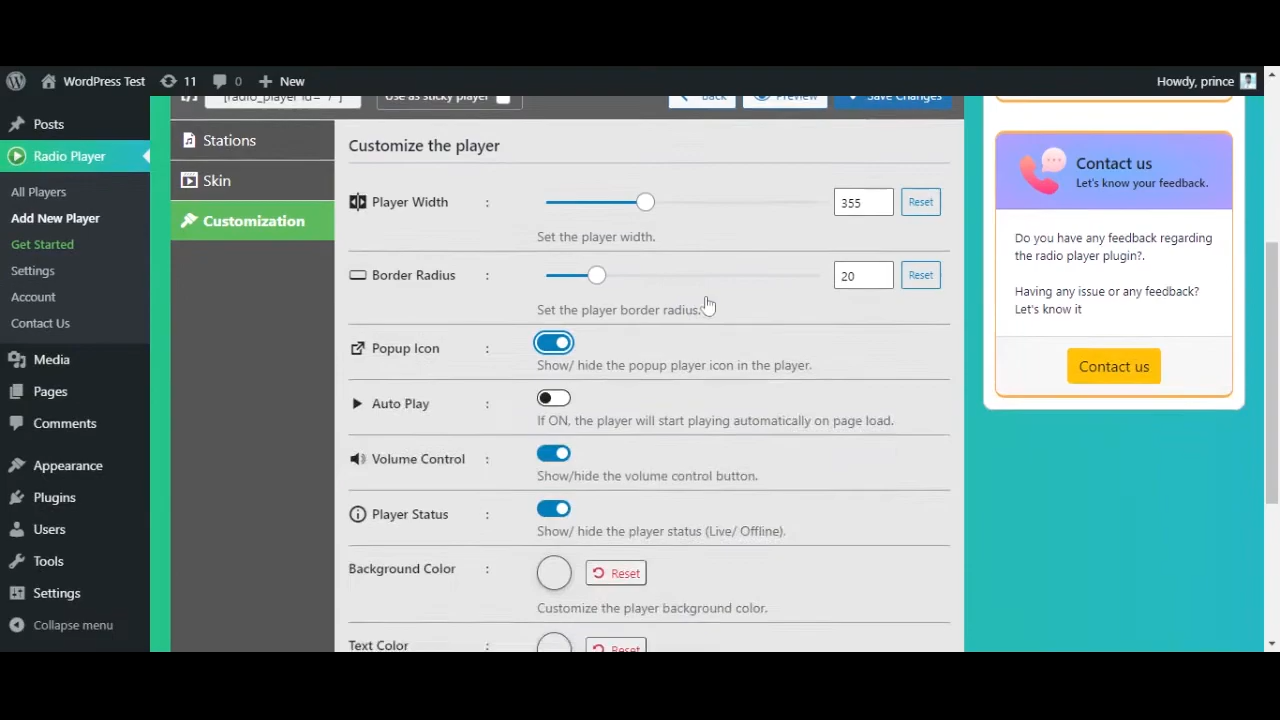 WordPress Test
11
0
New
Howdy, prince
Posts
Radio Player
All Players
Add New Player
Get Started
Settings
Account
Contact Us
Media
Pages
Comments
Appearance
Plugins
Users
Tools
Settings
Collapse menu
[radio_player id="7"]
Use as sticky player
Back
Preview
Save Changes
Stations
Skin
Customization
Customize the player
Player Width :
355
Reset
Set the player width.
Border Radius :
20
Reset
Set the player border radius.
Popup Icon :
Show/ hide the popup player icon in the player.
Auto Play :
If ON, the player will start playing automatically on page load.
Volume Control :
Show/hide the volume control button.
Player Status :
Show/ hide the player status (Live/ Offline).
Background Color :
Reset
Customize the player background color.
Text Color :
Reset
Contact us
Let's know your feedback.
Do you have any feedback regarding
the radio player plugin?.
Having any issue or any feedback?
Let's know it
Contact us